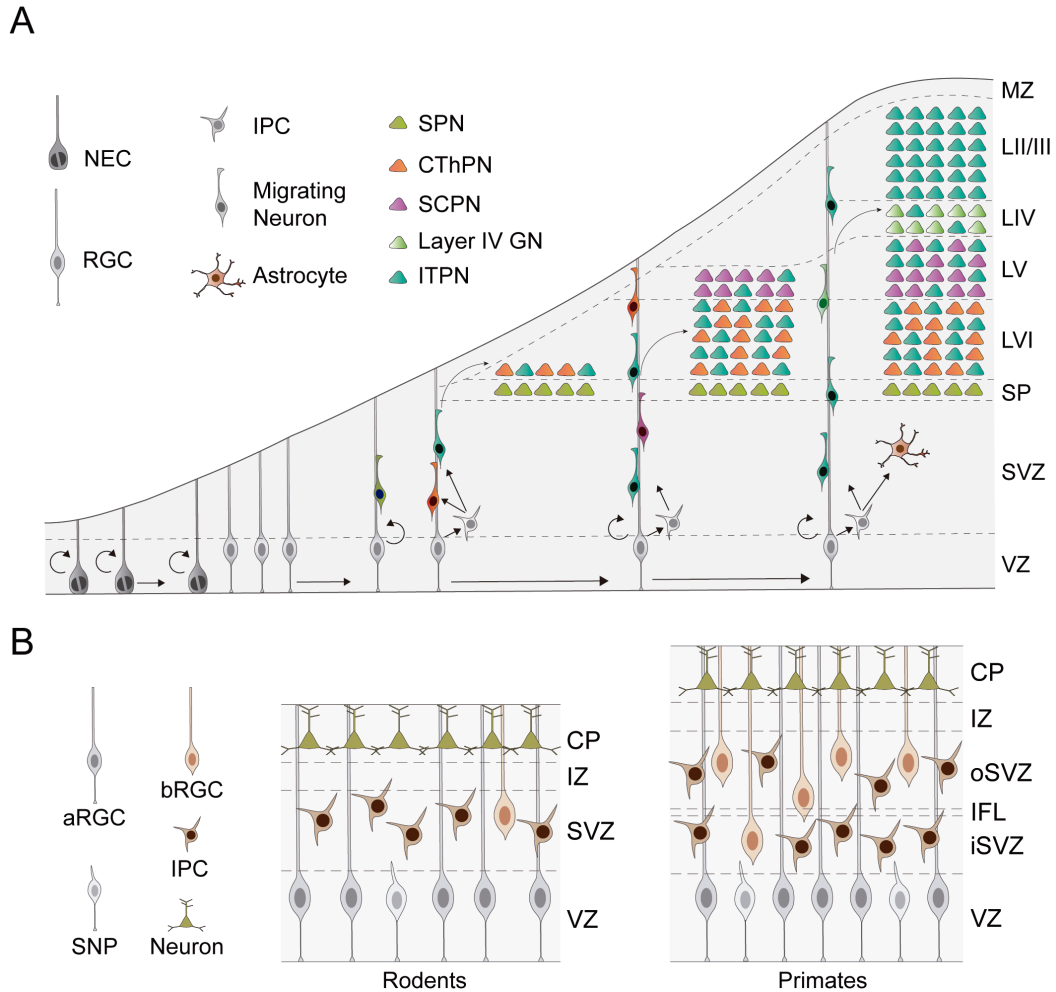 A
NEC
RGC
IPC
Migrating
Neuron
Astrocyte
SPN
CThPN
SCPN
Layer IV GN
ITPN
MZ
LII/III
LIV
LV
LVI
SP
SVZ
VZ
B
aRGC
bRGC
IPC
SNP
Neuron
CP
IZ
SVZ
VZ
Rodents
CP
IZ
oSVZ
IFL
iSVZ
VZ
Primates